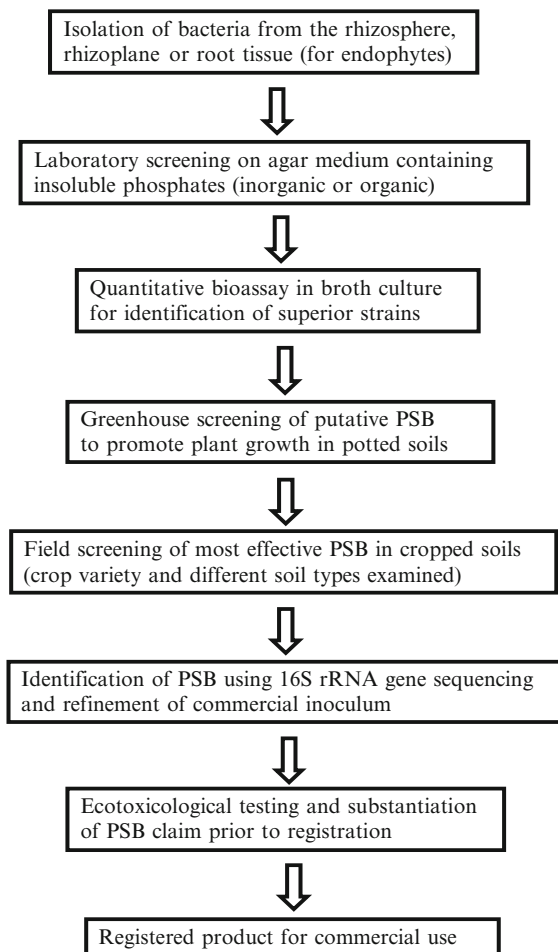 Isolation of bacteria from the rhizosphere,
rhizoplane or root tissue (for endophytes)
Laboratory screening on agar medium containing
insoluble phosphates (inorganic or organic)
Quantitative bioassay in broth culture
for identification of superior strains
Greenhouse screening of putative PSB
to promote plant growth in potted soils
Field screening of most effective PSB in cropped soils
(crop variety and different soil types examined)
Identification of PSB using 16S rRNA gene sequencing
and refinement of commercial inoculum
Ecotoxicological testing and substantiation
of PSB claim prior to registration
Registered product for commercial use